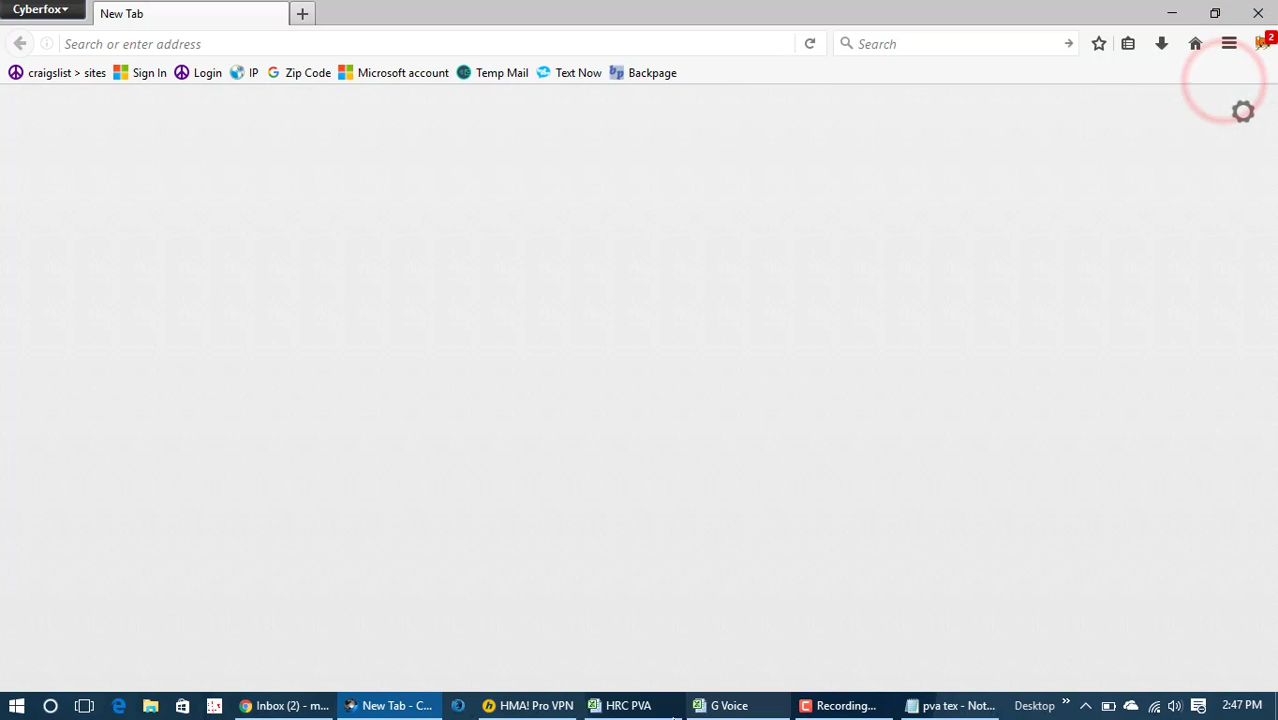 Cyberfox
New Tab
Search or enter address
Search
2
craigslist > sites
Sign In
Login
IP
Zip Code
Microsoft account
Temp Mail
Text Now
bp Backpage
Inbox (2) - m...
New Tab - C...
HMA! Pro VPN
HRC PVA
G Voice
Recording...
pva tex - Not...
Desktop
2:47 PM